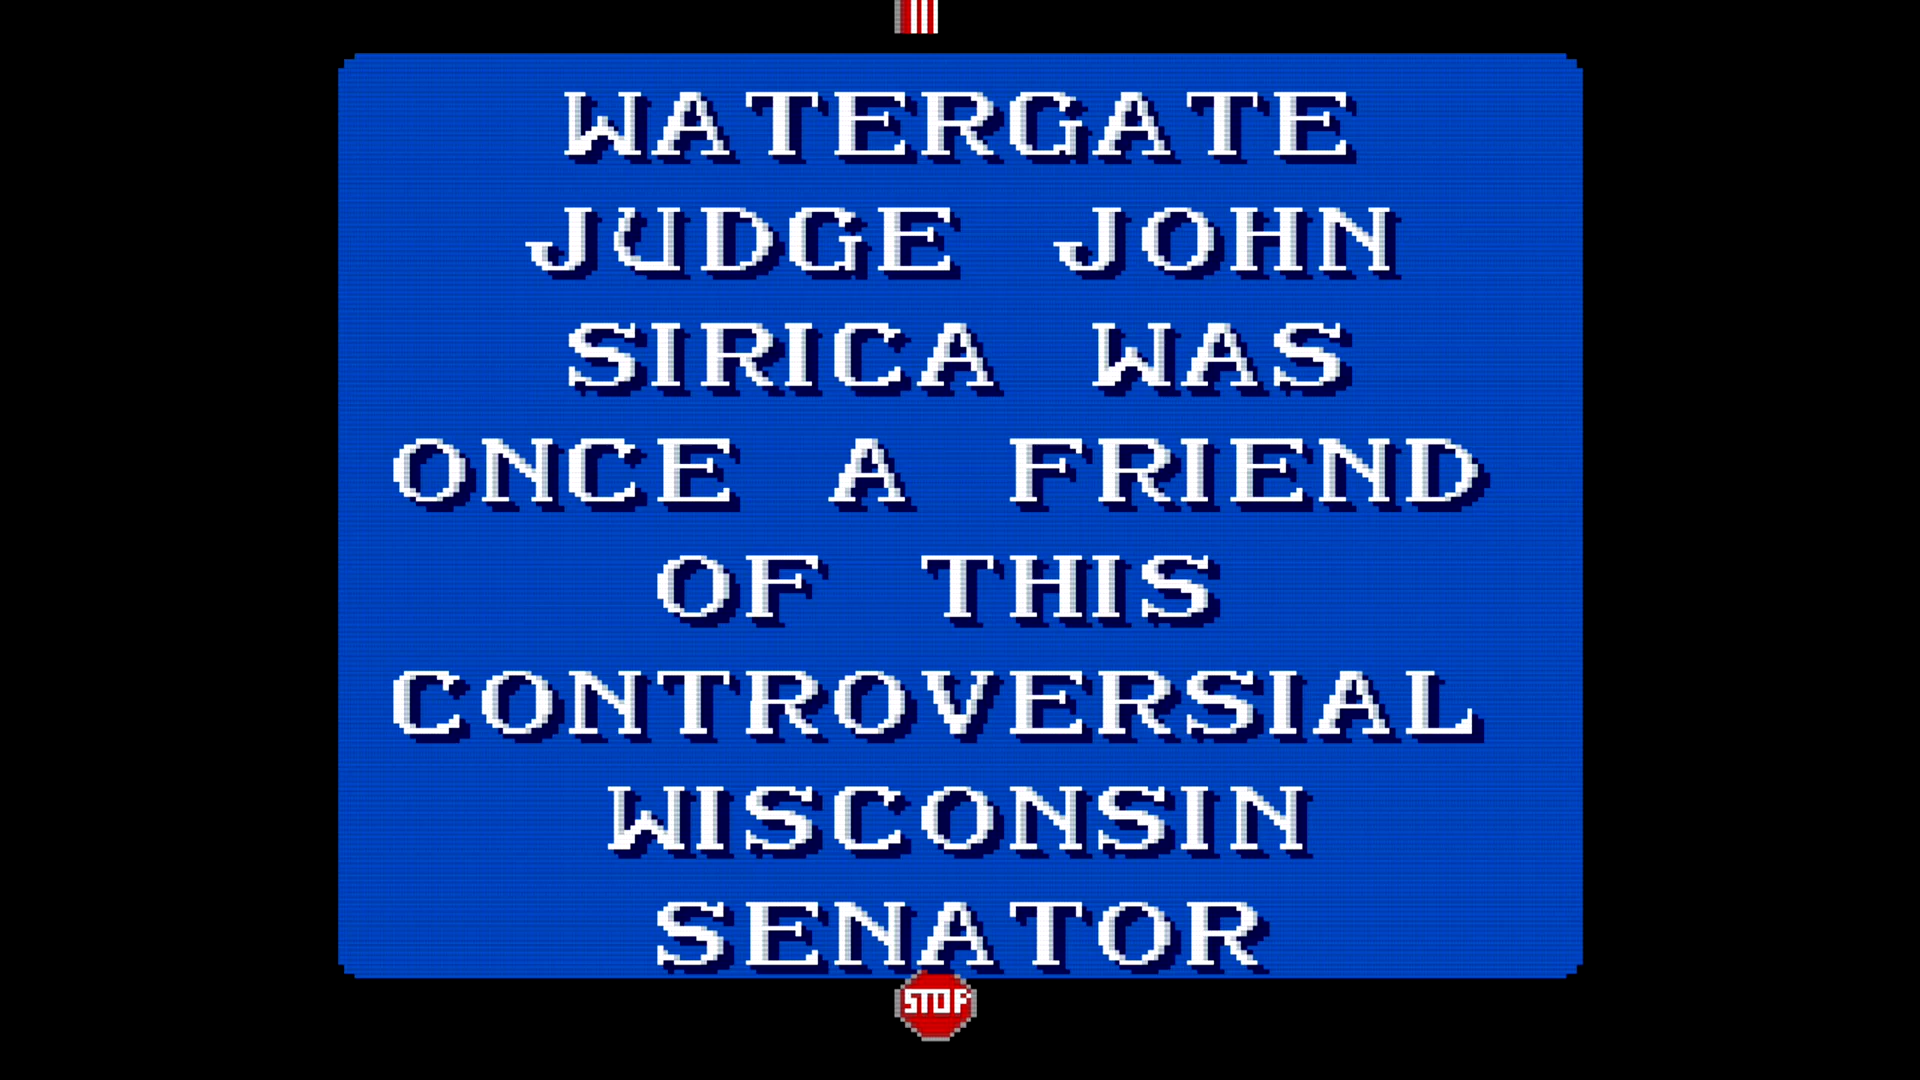 WATERGATE
JUDGE JOHN
SIRICA WAS
ONCE A FRIEND
OF THIS
CONTROVERSIAL
WISCONSIN
SENATOR
STOP